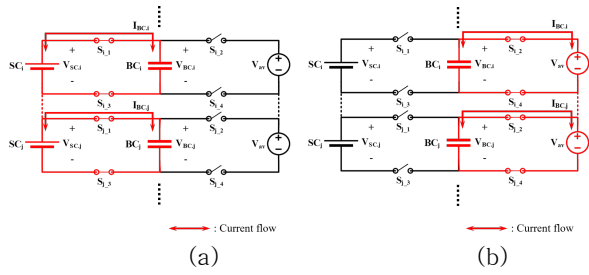 I_BC.i
I_BC.i
S_i_1
S_i_2
S_i_1
S_i_2
SC_i
+
V_SC.i
-
BC_i
+
V_BC.i
-
V_av
SC_i
+
V_SC.i
-
BC_i
+
V_BC.i
-
V_av
S_i_3
S_i_4
S_i_3
S_i_4
I_BC.j
I_BC.j
S_j_1
S_j_2
S_j_1
S_j_2
SC_j
+
V_SC.j
-
BC_j
+
V_BC.j
-
V_av
SC_j
+
V_SC.j
-
BC_j
+
V_BC.j
-
V_av
S_j_3
S_j_4
S_j_3
S_j_4
: Current flow
: Current flow
(a)
(b)